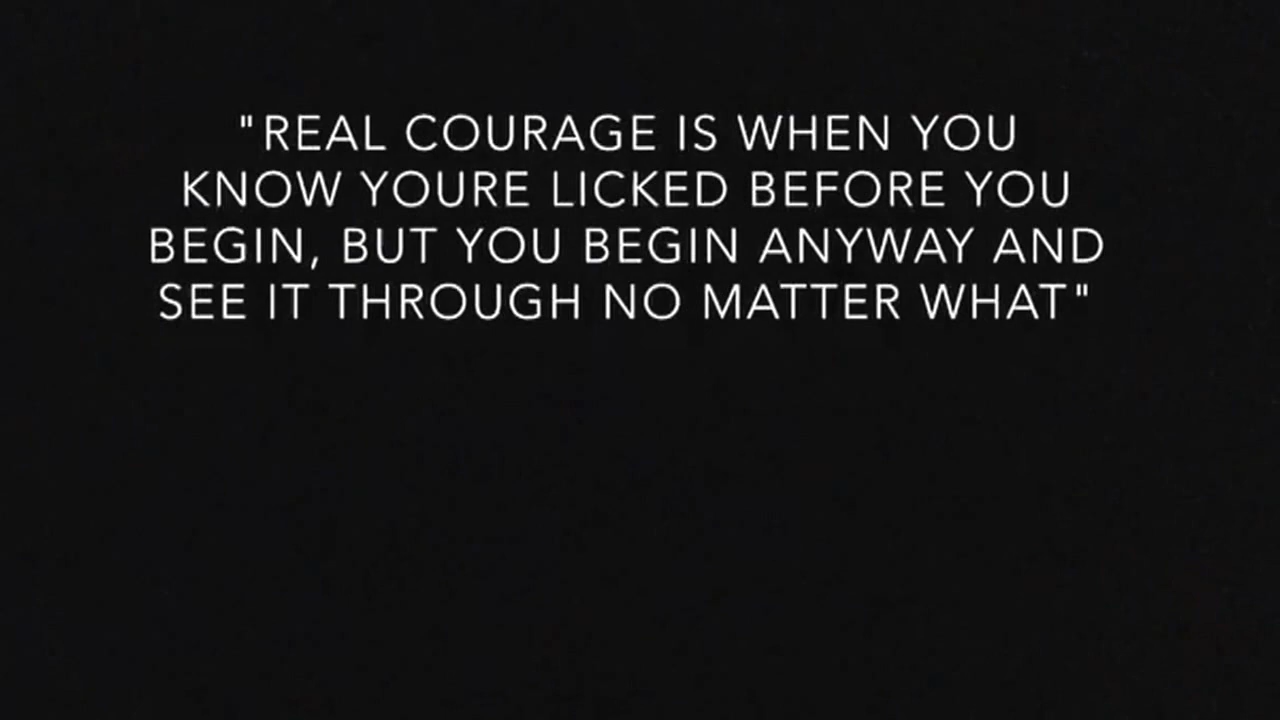 "REAL COURAGE IS WHEN YOU
KNOW YOURE LICKED BEFORE YOU
BEGIN, BUT YOU BEGIN ANYWAY AND
SEE IT THROUGH NO MATTER WHAT"